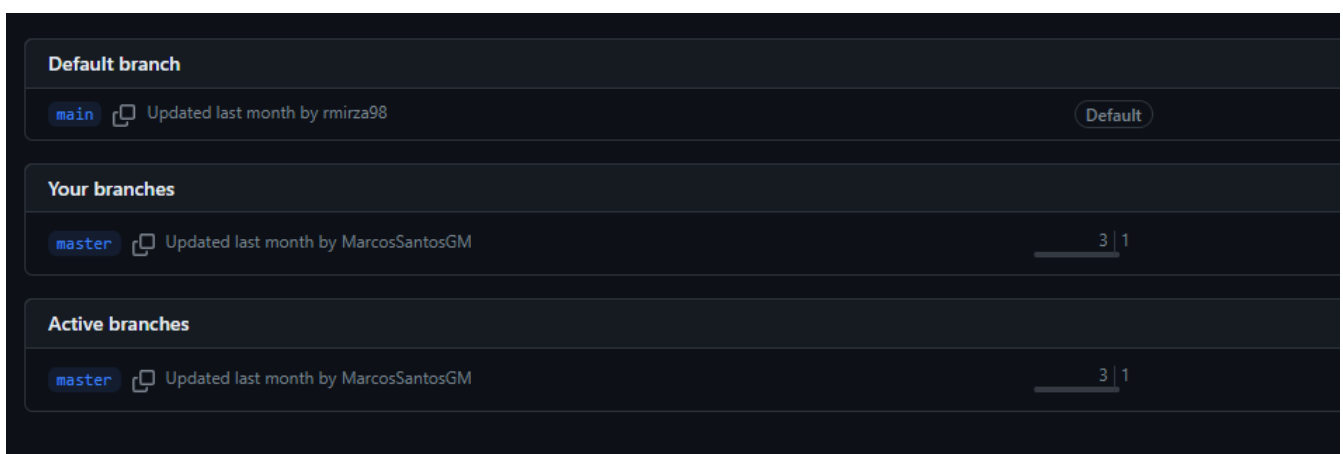 Default branch
main Updated last month by rmirza98 Default
Your branches
master Updated last month by MarcosSantosGM 3 | 1
Active branches
master Updated last month by MarcosSantosGM 3 | 1